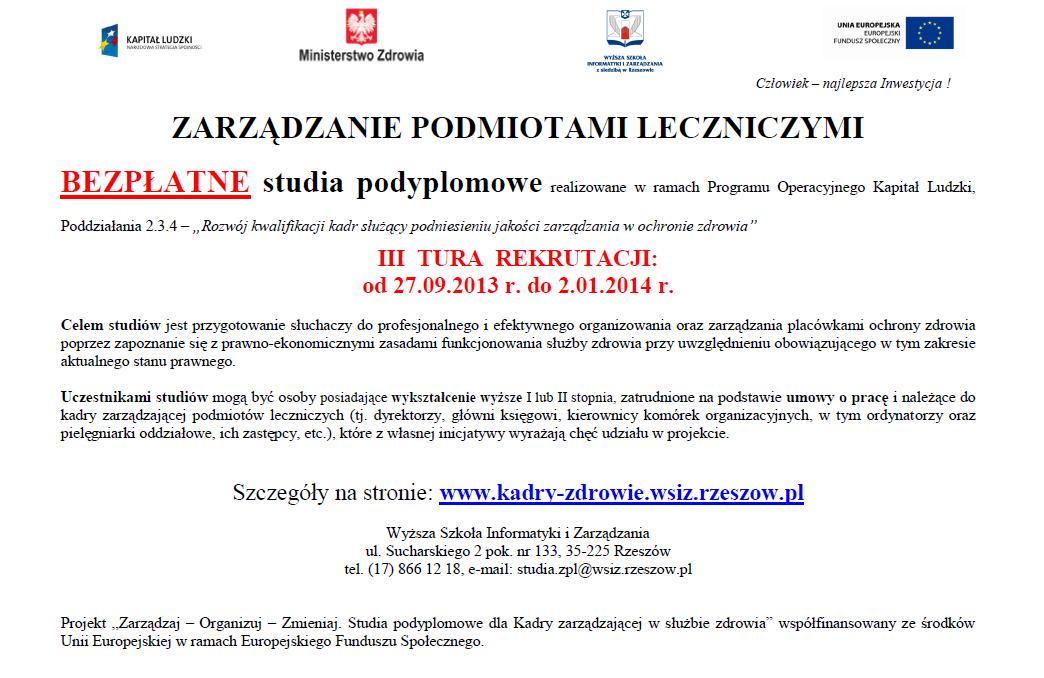 KAPITAŁ LUDZKI
NARODOWA STRATEGIA SPÓJNOŚCI
Ministerstwo Zdrowia
WYŻSZA SZKOŁA
INFORMATYKI i ZARZĄDZANIA
z siedzibą w Rzeszowie
UNIA EUROPEJSKA
EUROPEJSKI
FUNDUSZ SPOŁECZNY
Człowiek – najlepsza Inwestycja !
ZARZĄDZANIE PODMIOTAMI LECZNICZYMI
BEZPŁATNE studia podyplomowe realizowane w ramach Programu Operacyjnego Kapitał Ludzki,
Poddziałania 2.3.4 – „Rozwój kwalifikacji kadr służący podniesieniu jakości zarządzania w ochronie zdrowia”
III TURA REKRUTACJI:
od 27.09.2013 r. do 2.01.2014 r.
Celem studiów jest przygotowanie słuchaczy do profesjonalnego i efektywnego organizowania oraz zarządzania placówkami ochrony zdrowia
poprzez zapoznanie się z prawno-ekonomicznymi zasadami funkcjonowania służby zdrowia przy uwzględnieniu obowiązującego w tym zakresie
aktualnego stanu prawnego.
Uczestnikami studiów mogą być osoby posiadające wykształcenie wyższe I lub II stopnia, zatrudnione na podstawie umowy o pracę i należące do
kadry zarządzającej podmiotów leczniczych (tj. dyrektorzy, główni księgowi, kierownicy komórek organizacyjnych, w tym ordynatorzy oraz
pielęgniarki oddziałowe, ich zastępcy, etc.), które z własnej inicjatywy wyrażają chęć udziału w projekcie.
Szczegóły na stronie: www.kadry-zdrowie.wsiz.rzeszow.pl
Wyższa Szkoła Informatyki i Zarządzania
ul. Sucharskiego 2 pok. nr 133, 35-225 Rzeszów
tel. (17) 866 12 18, e-mail: studia.zpl@wsiz.rzeszow.pl
Projekt „Zarządzaj – Organizuj – Zmieniaj. Studia podyplomowe dla Kadry zarządzającej w służbie zdrowia” współfinansowany ze środków
Unii Europejskiej w ramach Europejskiego Funduszu Społecznego.